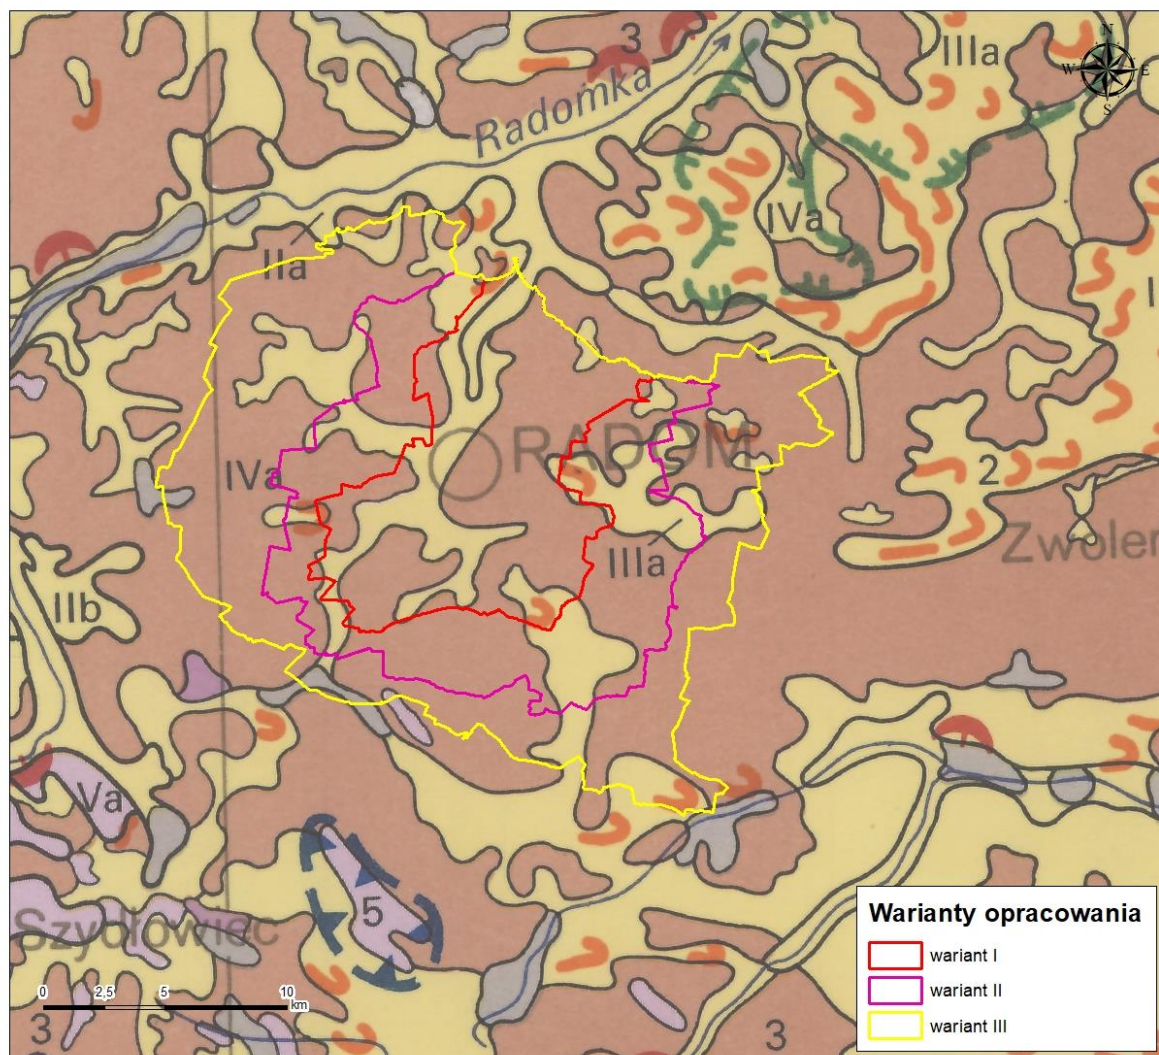 3
IIIa
N
W
E
S
Radomka
IVa
IIa
I
RADOM
IVa
2
Zwoleń
IIIa
IIb
Va
5
Szydłowiec
Warianty opracowania
wariant I
wariant II
wariant III
0 2,5 5 10
km
3
3